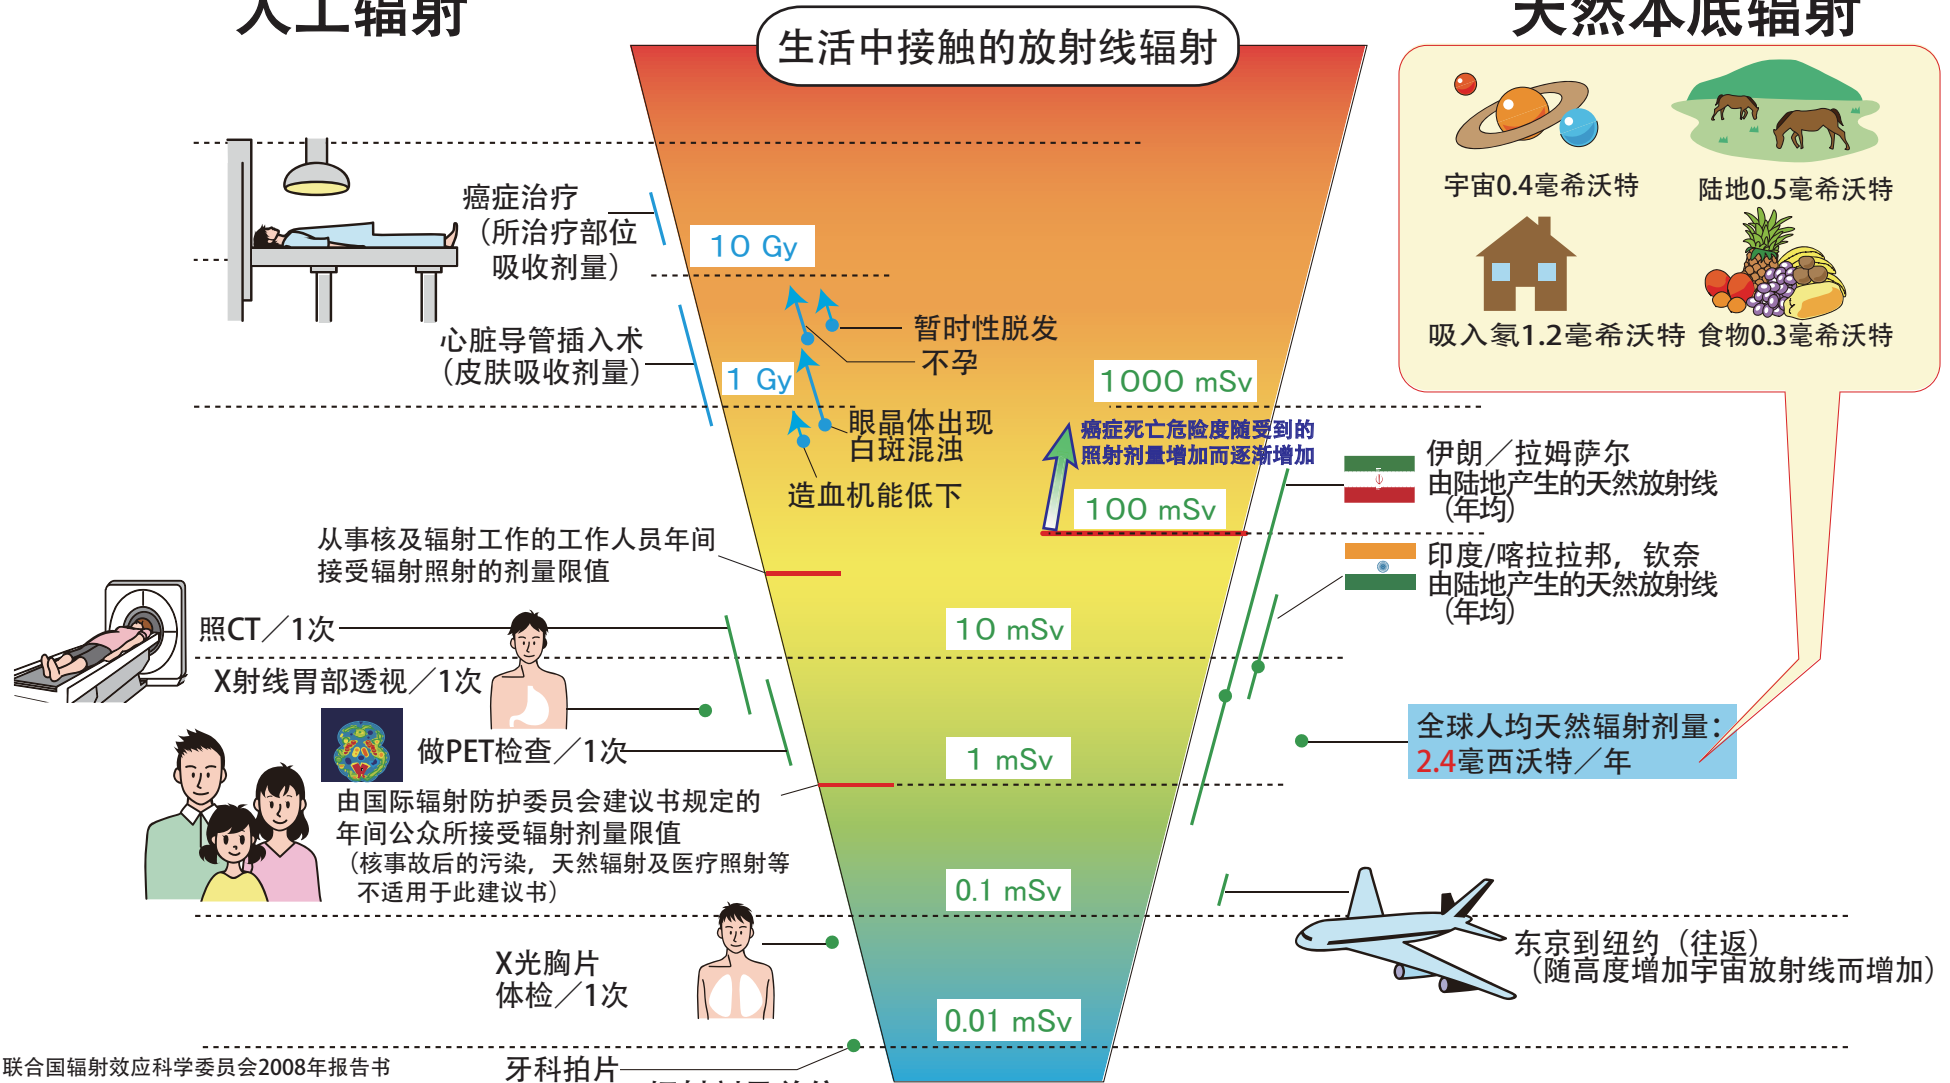 人工辐射
生活中接触的放射线辐射
天然本底辐射
宇宙0.4毫希沃特
陆地0.5毫希沃特
吸入氡1.2毫希沃特
食物0.3毫希沃特
癌症治疗
（所治疗部位
吸收剂量）
10 Gy
心脏导管插入术
（皮肤吸收剂量）
1 Gy
暂时性脱发
不孕
眼晶体出现
白斑混浊
造血机能低下
1000 mSv
癌症死亡危险度随受到的
照射剂量增加而逐渐增加
100 mSv
伊朗／拉姆萨尔
由陆地产生的天然放射线
（年均）
印度/喀拉拉邦，钦奈
由陆地产生的天然放射线
（年均）
从事核及辐射工作的工作人员年间
接受辐射照射的剂量限值
照CT／1次
10 mSv
X射线胃部透视／1次
做PET检查／1次
1 mSv
全球人均天然辐射剂量：
2.4毫西沃特／年
由国际辐射防护委员会建议书规定的
年间公众所接受辐射剂量限值
（核事故后的污染，天然辐射及医疗照射等
不适用于此建议书）
0.1 mSv
东京到纽约（往返）
（随高度增加宇宙放射线而增加）
X光胸片
体检／1次
0.01 mSv
牙科拍片
联合国辐射效应科学委员会2008年报告书